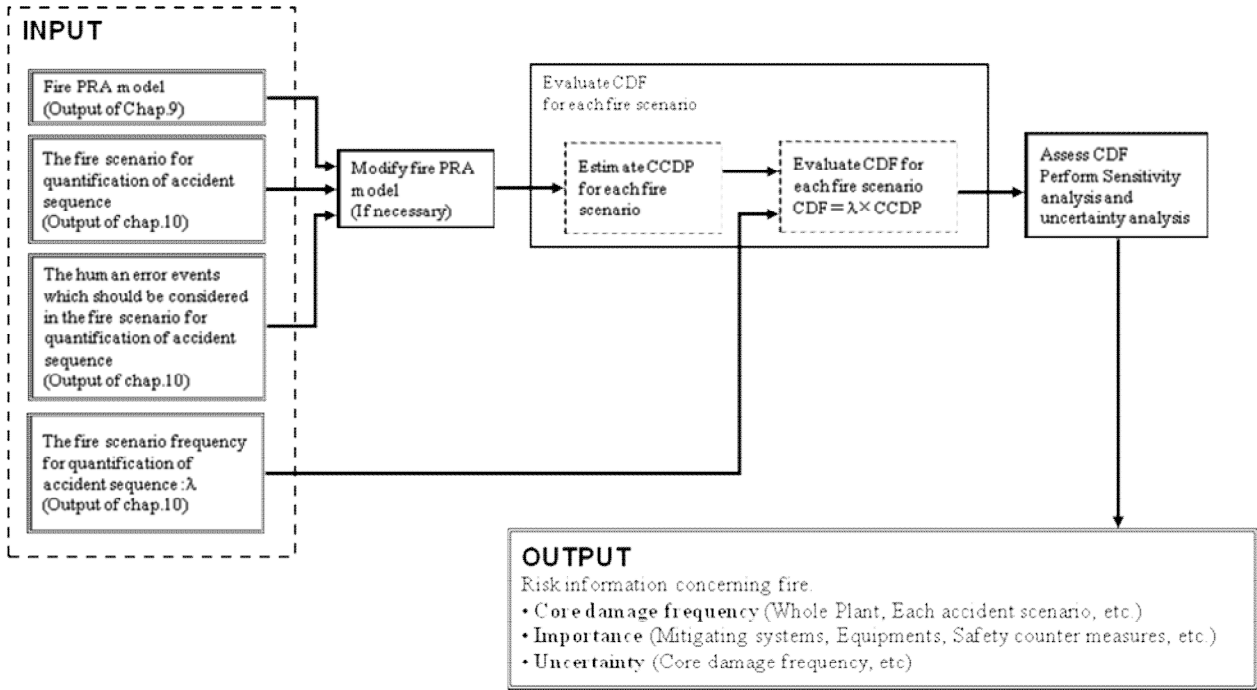 INPUT
Fire PRA model
(Output of Chap.9)
The fire scenario for
quantification of accident
sequence
(Output of chap.10)
The human error events
which should be considered
in the fire scenario for
quantification of accident
sequence
(Output of chap.10)
The fire scenario frequency
for quantification of
accident sequence :λ
(Output of chap.10)
Modify fire PRA
model
(If necessary)
Evaluate CDF
for each fire scenario
Estimate CCDP
for each fire
scenario
Evaluate CDF for
each fire scenario
CDF=λ×CCDP
Assess CDF
Perform Sensitivity
analysis and
uncertainty analysis
OUTPUT
Risk information concerning fire.
• Core damage frequency (Whole Plant, Each accident scenario, etc.)
• Importance (Mitigating systems, Equipments, Safety counter measures, etc.)
• Uncertainty (Core damage frequency, etc)